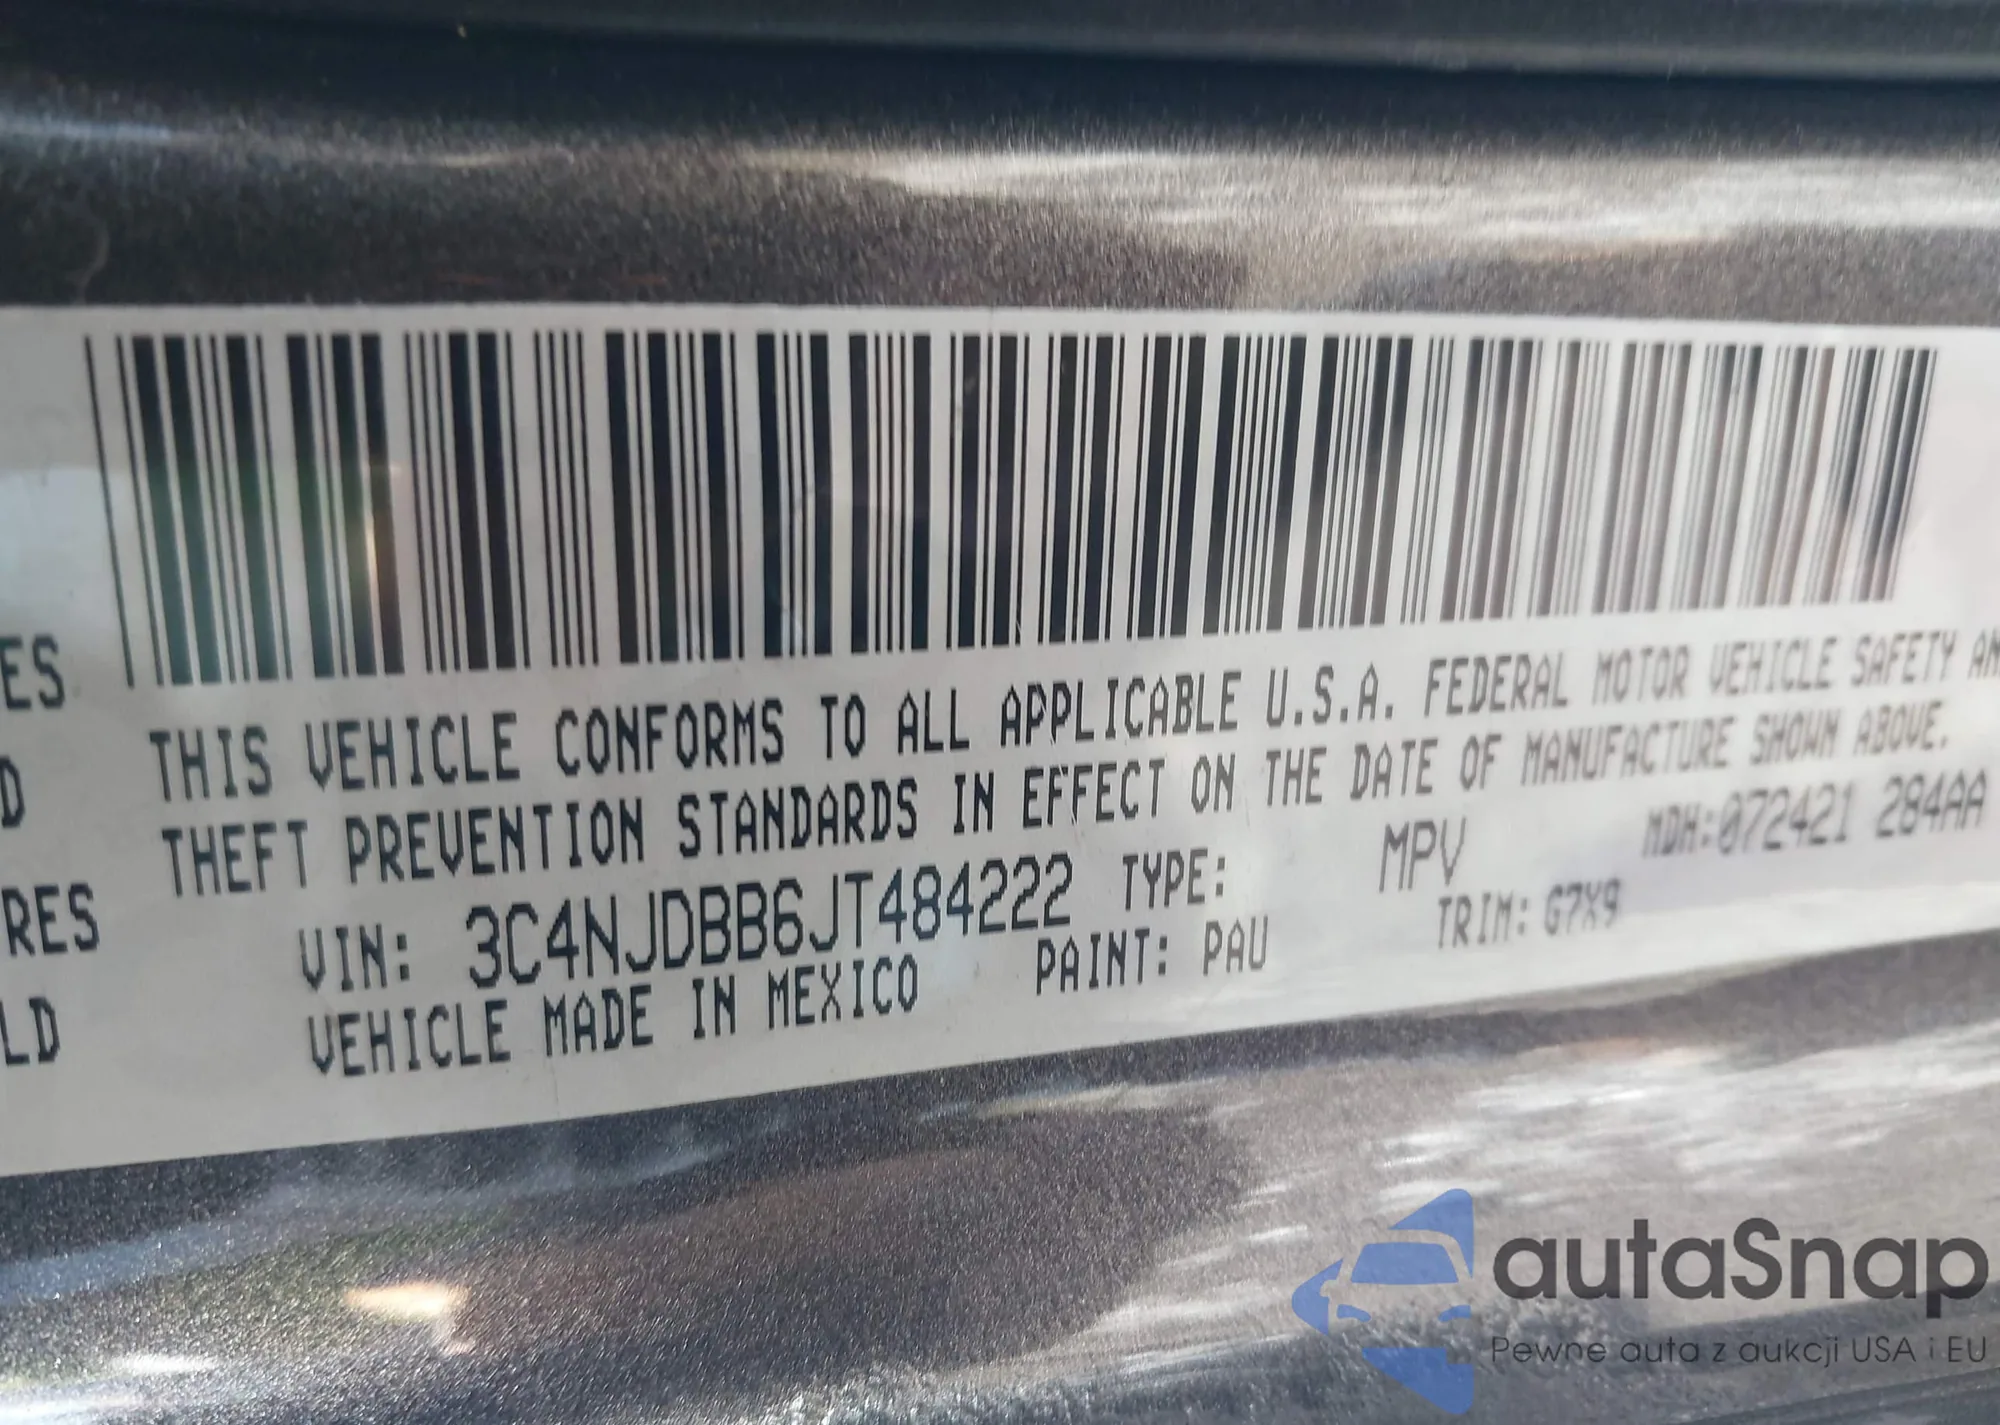 ES
D
RES
LD
THIS VEHICLE CONFORMS TO ALL APPLICABLE U.S.A. FEDERAL MOTOR VEHICLE SAFETY AN
THEFT PREVENTION STANDARDS IN EFFECT ON THE DATE OF MANUFACTURE SHOWN ABOVE.
VIN: 3C4NJDBB6JT484222 TYPE: MPV MDH:072421 284AA
VEHICLE MADE IN MEXICO PAINT: PAU TRIM: G7X9
autaSnap
Pewne auta z aukcji USA i EU